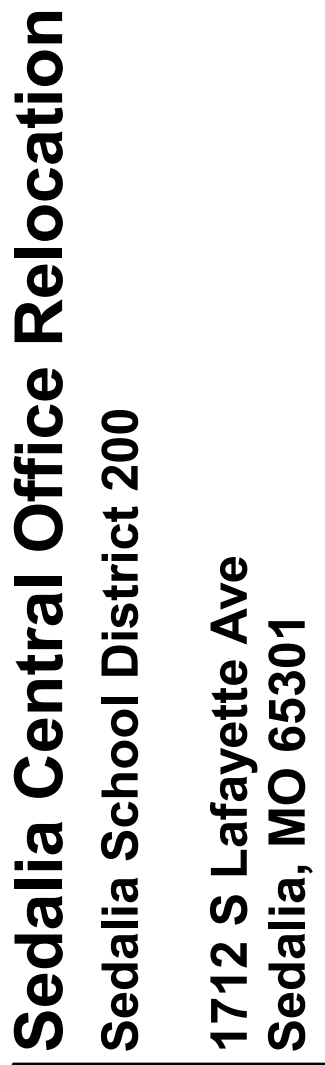 Sedalia Central Office Relocation
Sedalia School District 200
1712 S Lafayette Ave
Sedalia, MO 65301